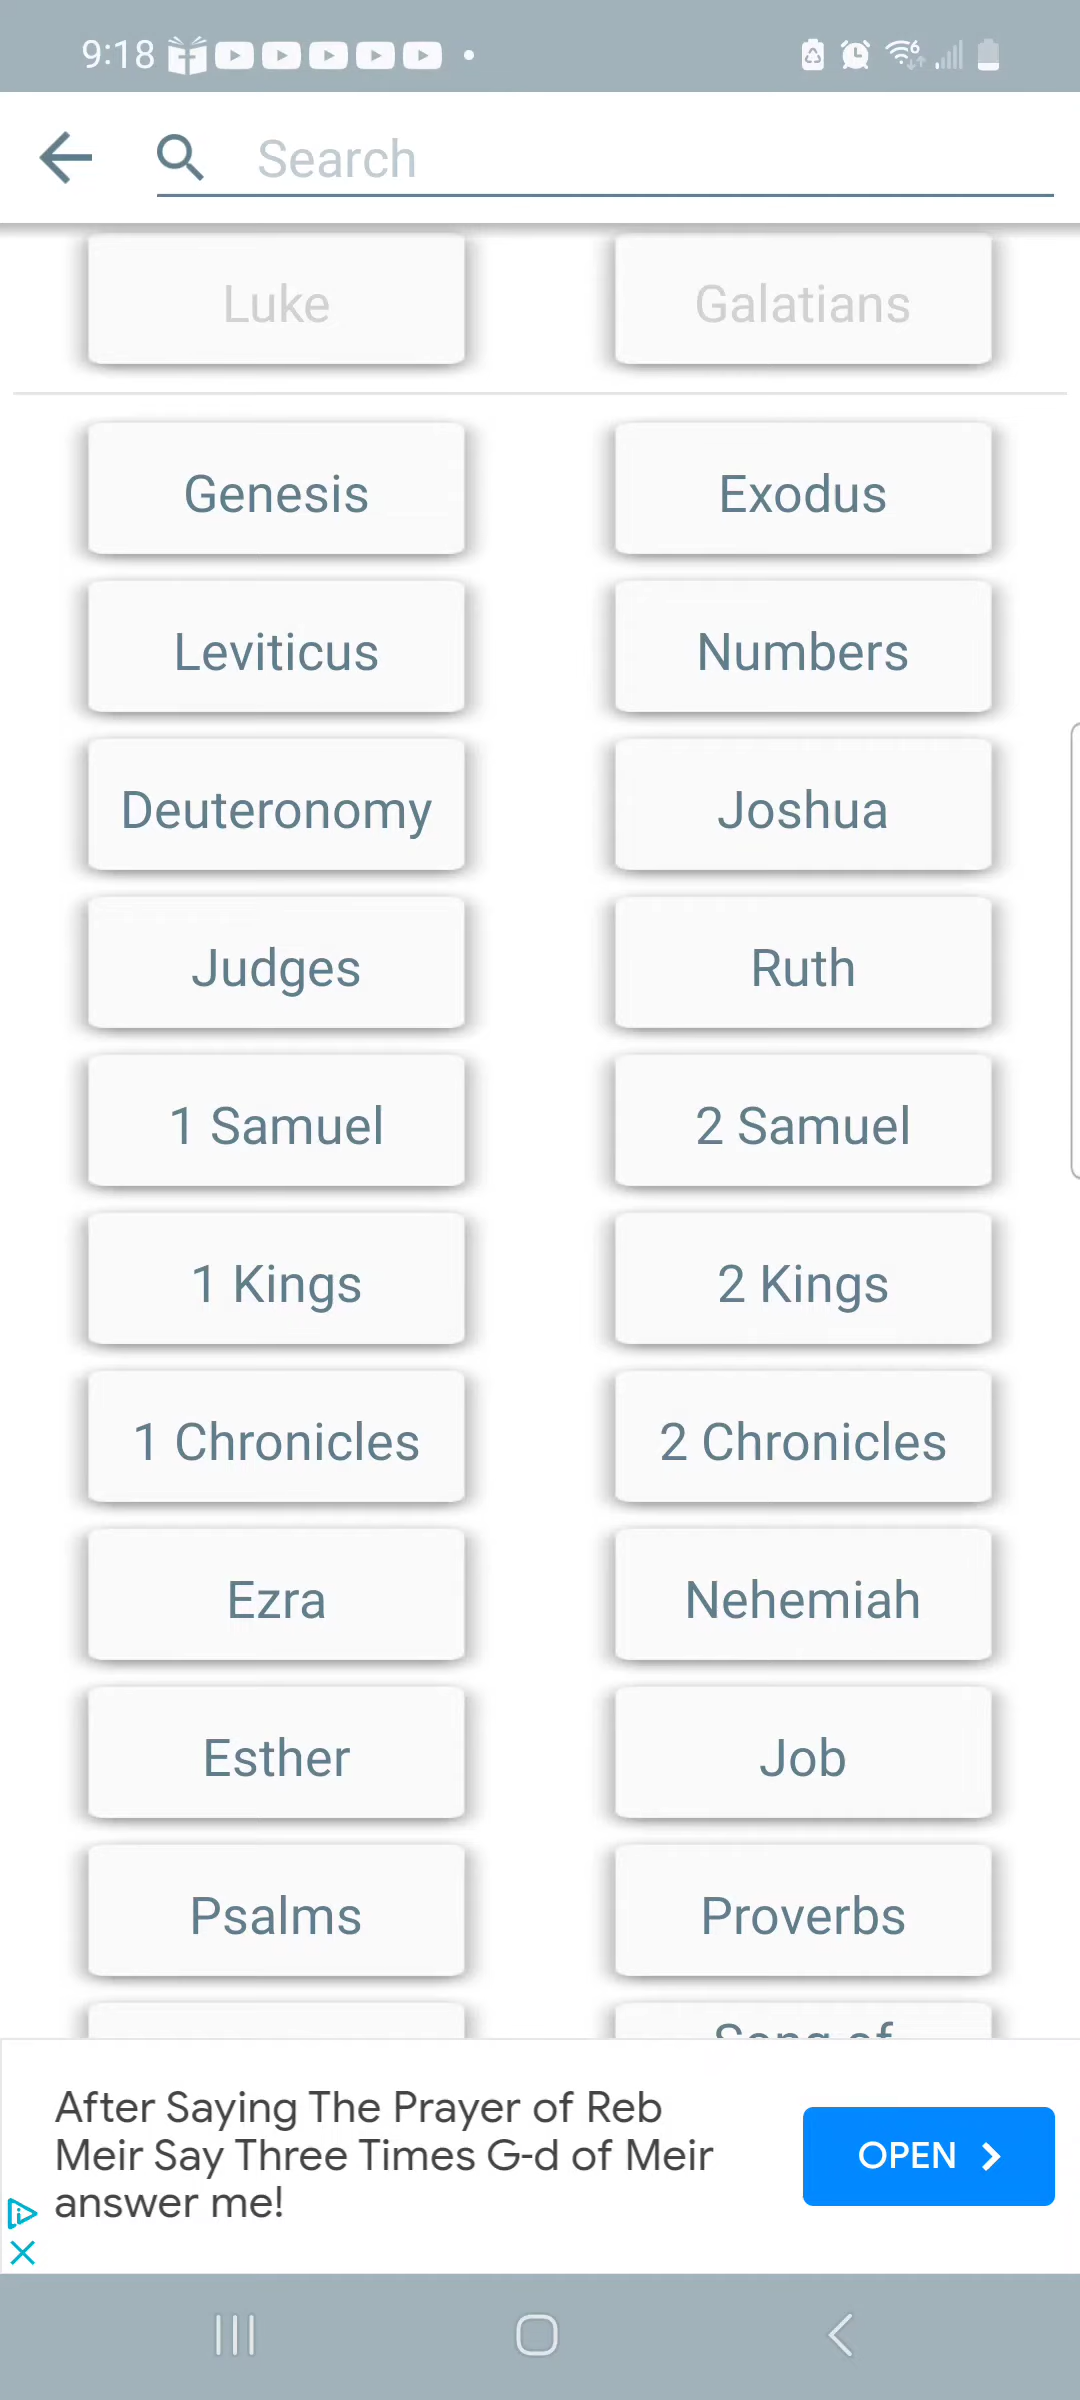 9:18
Search
Luke
Galatians
Genesis
Exodus
Leviticus
Numbers
Deuteronomy
Joshua
Judges
Ruth
1 Samuel
2 Samuel
1 Kings
2 Kings
1 Chronicles
2 Chronicles
Ezra
Nehemiah
Esther
Job
Psalms
Proverbs
Song of
After Saying The Prayer of Reb
Meir Say Three Times G-d of Meir
answer me!
OPEN